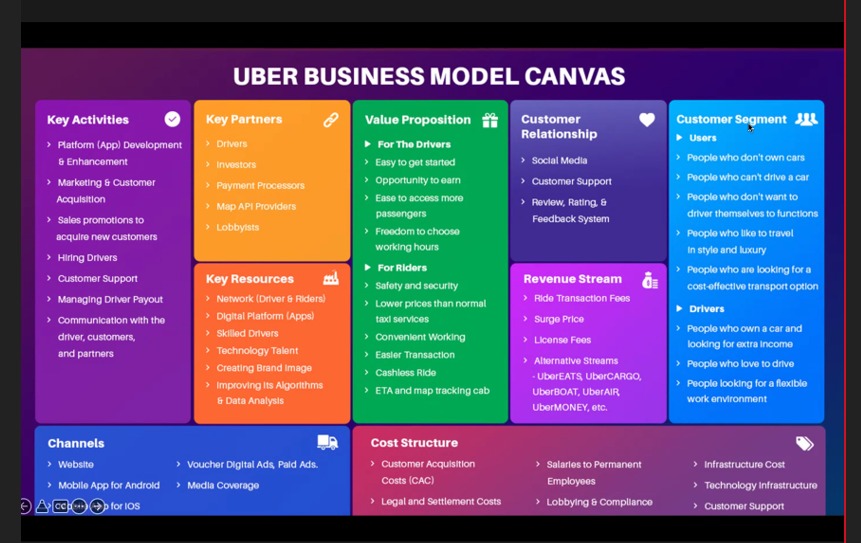 UBER BUSINESS MODEL CANVAS
Key Activities
Platform (App) Development
& Enhancement
Marketing & Customer
Acquisition
Sales promotions to
acquire new customers
Hiring Drivers
Customer Support
Managing Driver Payout
Communication with the
driver, customers,
and partners
Key Partners
Drivers
Investors
Payment Processors
Map API Providers
Lobbyists
Key Resources
Network (Driver & Riders)
Digital Platform (Apps)
Skilled Drivers
Technology Talent
Creating Brand Image
Improving Its Algorithms
& Data Analysis
Value Proposition
For The Drivers
Easy to get started
Opportunity to earn
Ease to access more
passengers
Freedom to choose
working hours
For Riders
Safety and security
Lower prices than normal
taxi services
Convenient Working
Easier Transaction
Cashless Ride
ETA and map tracking cab
Customer
Relationship
Social Media
Customer Support
Review, Rating, &
Feedback System
Revenue Stream
Ride Transaction Fees
Surge Price
License Fees
Alternative Streams
- UberEATS, UberCARGO,
UberBOAT, UberAIR,
UberMONEY, etc.
Customer Segment
Users
People who don't own cars
People who can't drive a car
People who don't want to
driver themselves to functions
People who like to travel
in style and luxury
People who are looking for a
cost-effective transport option
Drivers
People who own a car and
looking for extra income
People who love to drive
People looking for a flexible
work environment
Channels
Website
Mobile App for Android
for iOS
Voucher Digital Ads, Paid Ads.
Media Coverage
Cost Structure
Customer Acquisition
Costs (CAC)
Legal and Settlement Costs
Salaries to Permanent
Employees
Lobbying & Compliance
Infrastructure Cost
Technology Infrastructure
Customer Support